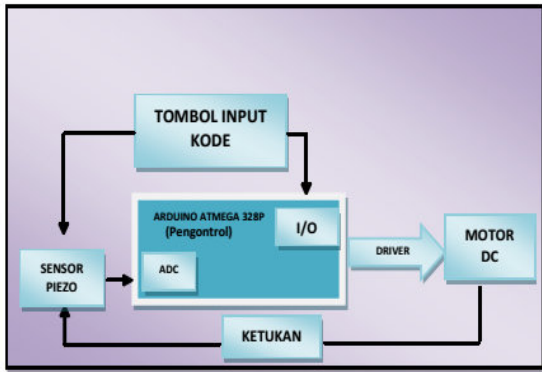 TOMBOL INPUT
KODE
ARDUINO ATMEGA 328P
(Pengontrol)
I/O
ADC
SENSOR
PIEZO
DRIVER
MOTOR
DC
KETUKAN